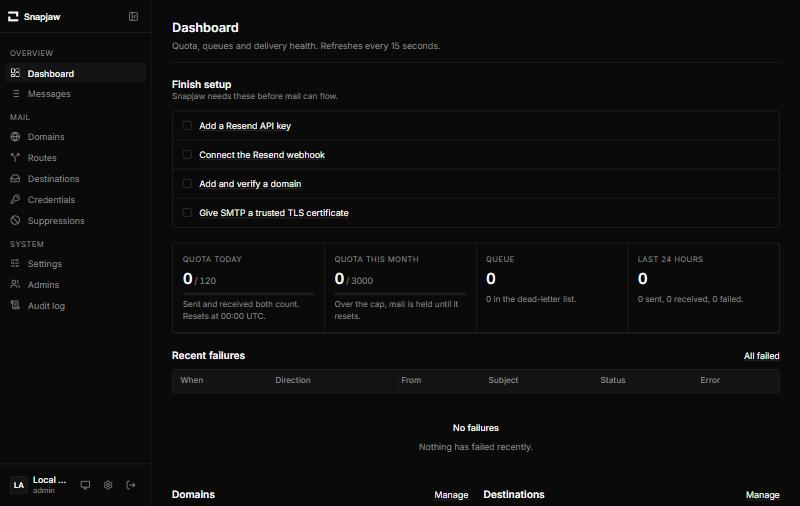 Snapjaw
OVERVIEW
Dashboard
Messages
MAIL
Domains
Routes
Destinations
Credentials
Suppressions
SYSTEM
Settings
Admins
Audit log
LA
Local ...
admin
Dashboard
Quota, queues and delivery health. Refreshes every 15 seconds.
Finish setup
Snapjaw needs these before mail can flow.
Add a Resend API key
Connect the Resend webhook
Add and verify a domain
Give SMTP a trusted TLS certificate
QUOTA TODAY
0 / 120
Sent and received both count.
Resets at 00:00 UTC.
QUOTA THIS MONTH
0 / 3000
Over the cap, mail is held until it
resets.
QUEUE
0
0 in the dead-letter list.
LAST 24 HOURS
0
0 sent, 0 received, 0 failed.
Recent failures All failed
When Direction From Subject Status Error
No failures
Nothing has failed recently.
Domains Manage Destinations Manage